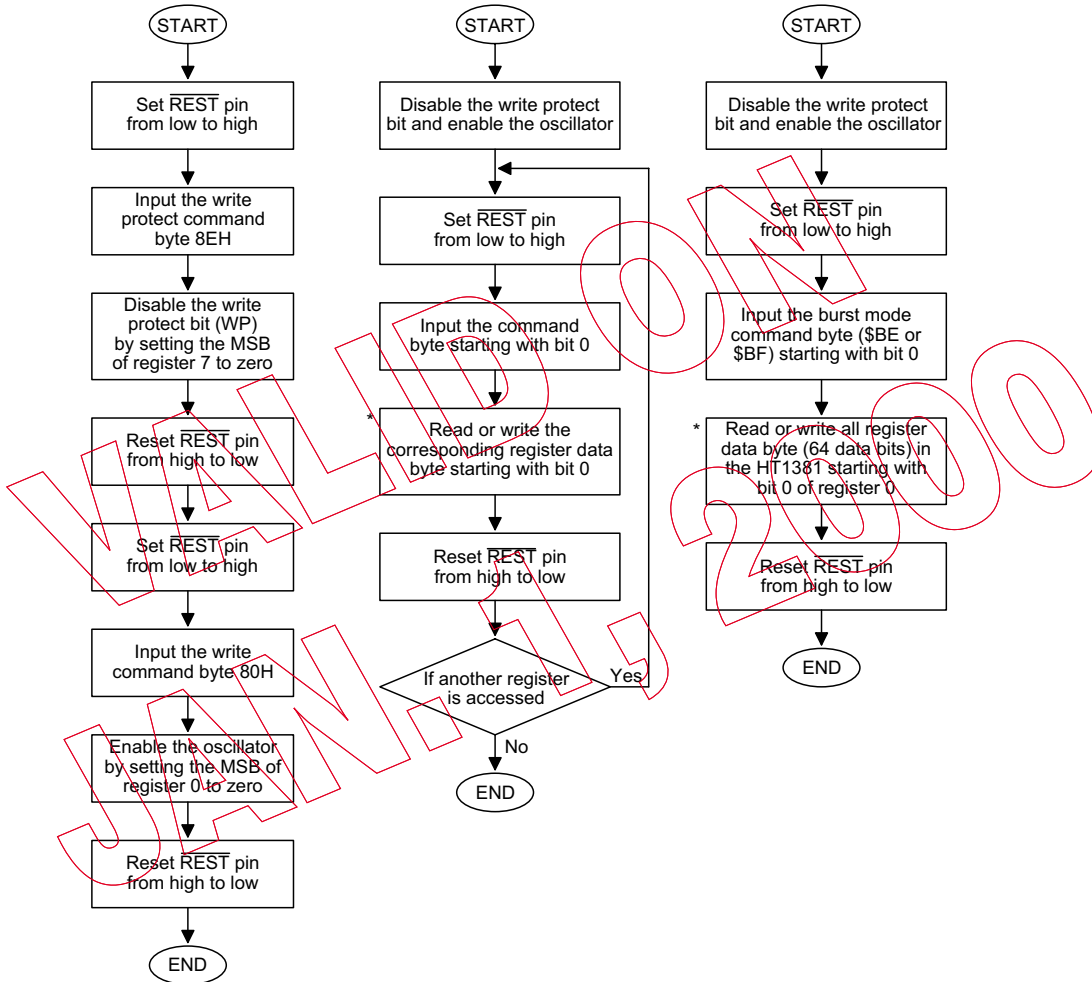 START
Set REST pin
from low to high
Input the write
protect command
byte 8EH
Disable the write
protect bit (WP)
by setting the MSB
of register 7 to zero
Reset REST pin
from high to low
Set REST pin
from low to high
Input the write
command byte 80H
Enable the oscillator
by setting the MSB of
register 0 to zero
Reset REST pin
from high to low
END
START
Disable the write protect
bit and enable the oscillator
Set REST pin
from low to high
Input the command
byte starting with bit 0
*
Read or write the
corresponding register data
byte starting with bit 0
Reset REST pin
from high to low
If another register
is accessed
Yes
No
END
START
Disable the write protect
bit and enable the oscillator
Set REST pin
from low to high
Input the burst mode
command byte ($BE or
$BF) starting with bit 0
*
Read or write all register
data byte (64 data bits) in
the HT1381 starting with
bit 0 of register 0
Reset REST pin
from high to low
END
VALID ON
JAN. 1, 2000